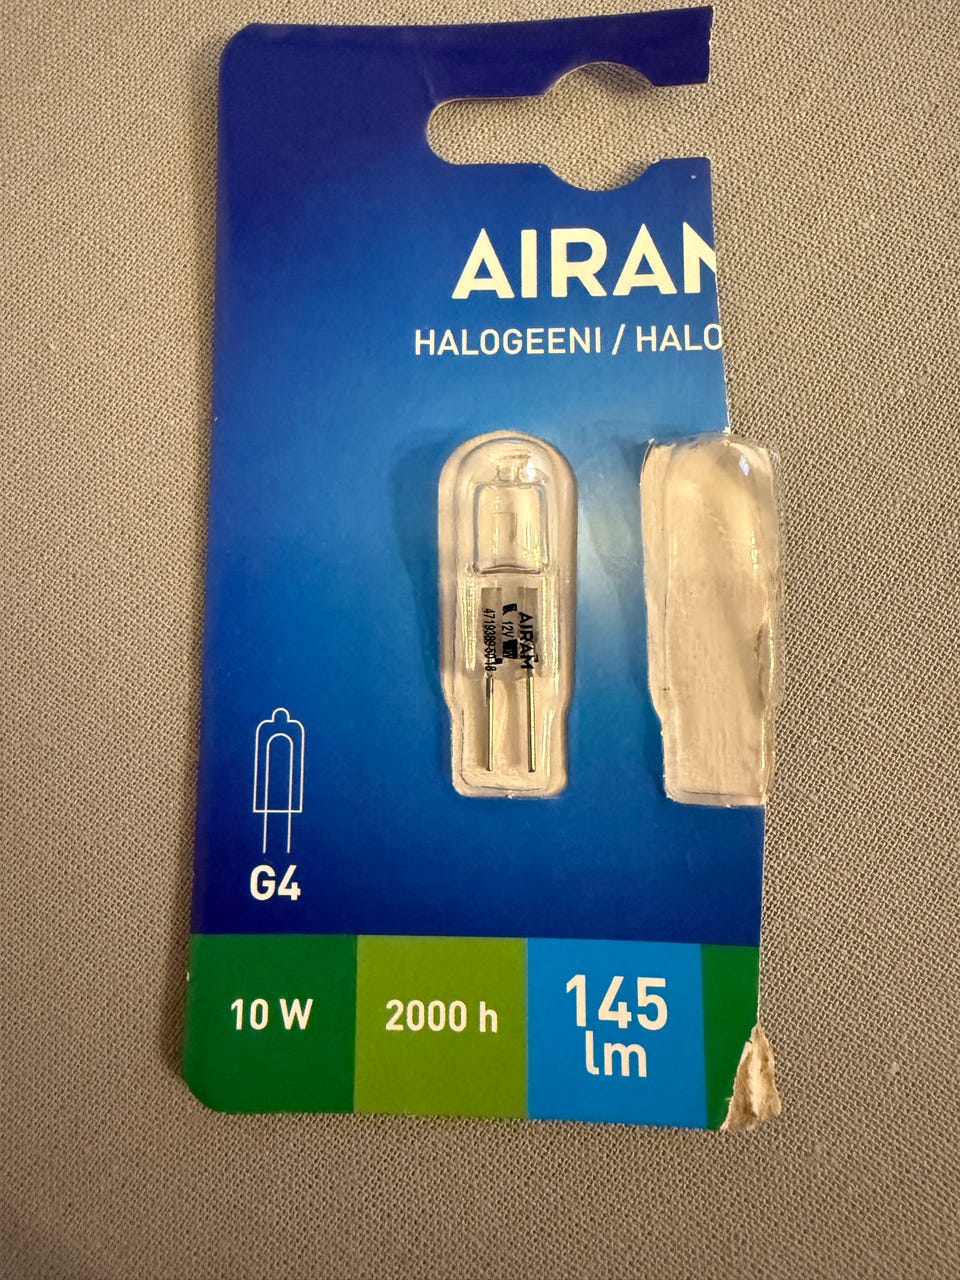 AIRAM
HALOGEENI / HALO
AIRAM
12V
G4
10 W
2000 h
145
lm